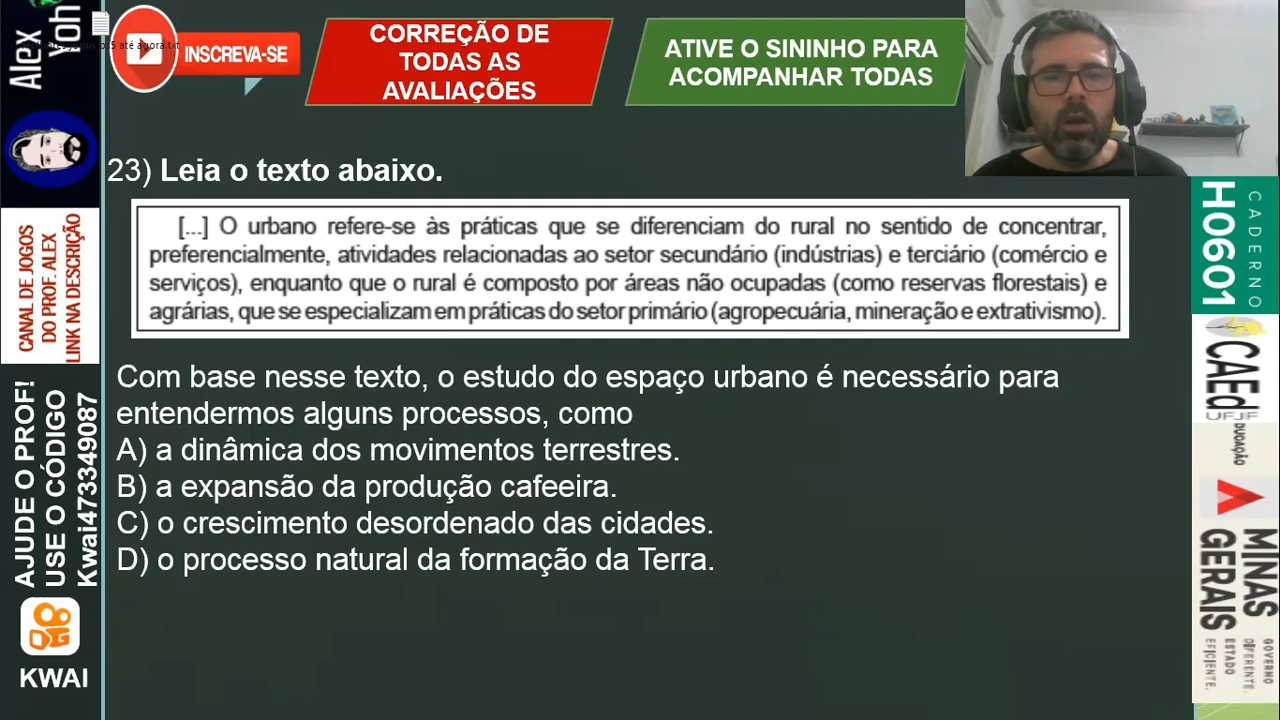 Alex
Yoh
INSCREVA-SE
CORREÇÃO DE
TODAS AS
AVALIAÇÕES
ATIVE O SININHO PARA
ACOMPANHAR TODAS
23) Leia o texto abaixo.
[...] O urbano refere-se às práticas que se diferenciam do rural no sentido de concentrar,
preferencialmente, atividades relacionadas ao setor secundário (indústrias) e terciário (comércio e
serviços), enquanto que o rural é composto por áreas não ocupadas (como reservas florestais) e
agrárias, que se especializam em práticas do setor primário (agropecuária, mineração e extrativismo).
Com base nesse texto, o estudo do espaço urbano é necessário para
entendermos alguns processos, como
A) a dinâmica dos movimentos terrestres.
B) a expansão da produção cafeeira.
C) o crescimento desordenado das cidades.
D) o processo natural da formação da Terra.
CANAL DE JOGOS
DO PROF. ALEX
LINK NA DESCRIÇÃO
AJUDE O PROF!
USE O CÓDIGO
Kwai473349087
KWAI
CADERNO
H0601
CAEd
UFJF
EDUCAÇÃO
MINAS
GERAIS
GOVERNO
DIFERENTE.
ESTADO
EFICIENTE.